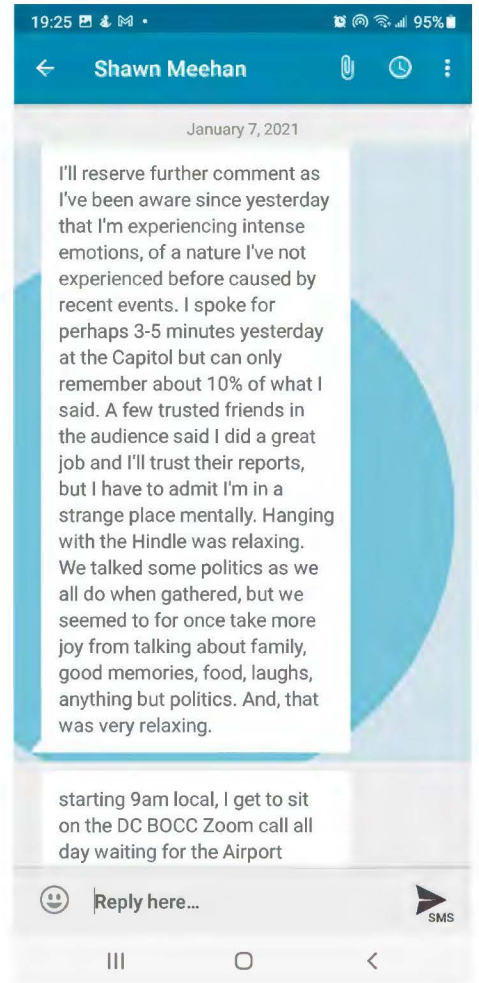 19:25
95%
Shawn Meehan
January 7, 2021
I'll reserve further comment as
I've been aware since yesterday
that I'm experiencing intense
emotions, of a nature I've not
experienced before caused by
recent events. I spoke for
perhaps 3-5 minutes yesterday
at the Capitol but can only
remember about 10% of what I
said. A few trusted friends in
the audience said I did a great
job and I'll trust their reports,
but I have to admit I'm in a
strange place mentally. Hanging
with the Hindle was relaxing.
We talked some politics as we
all do when gathered, but we
seemed to for once take more
joy from talking about family,
good memories, food, laughs,
anything but politics. And, that
was very relaxing.
starting 9am local, I get to sit
on the DC BOCC Zoom call all
day waiting for the Airport
Reply here...
SMS